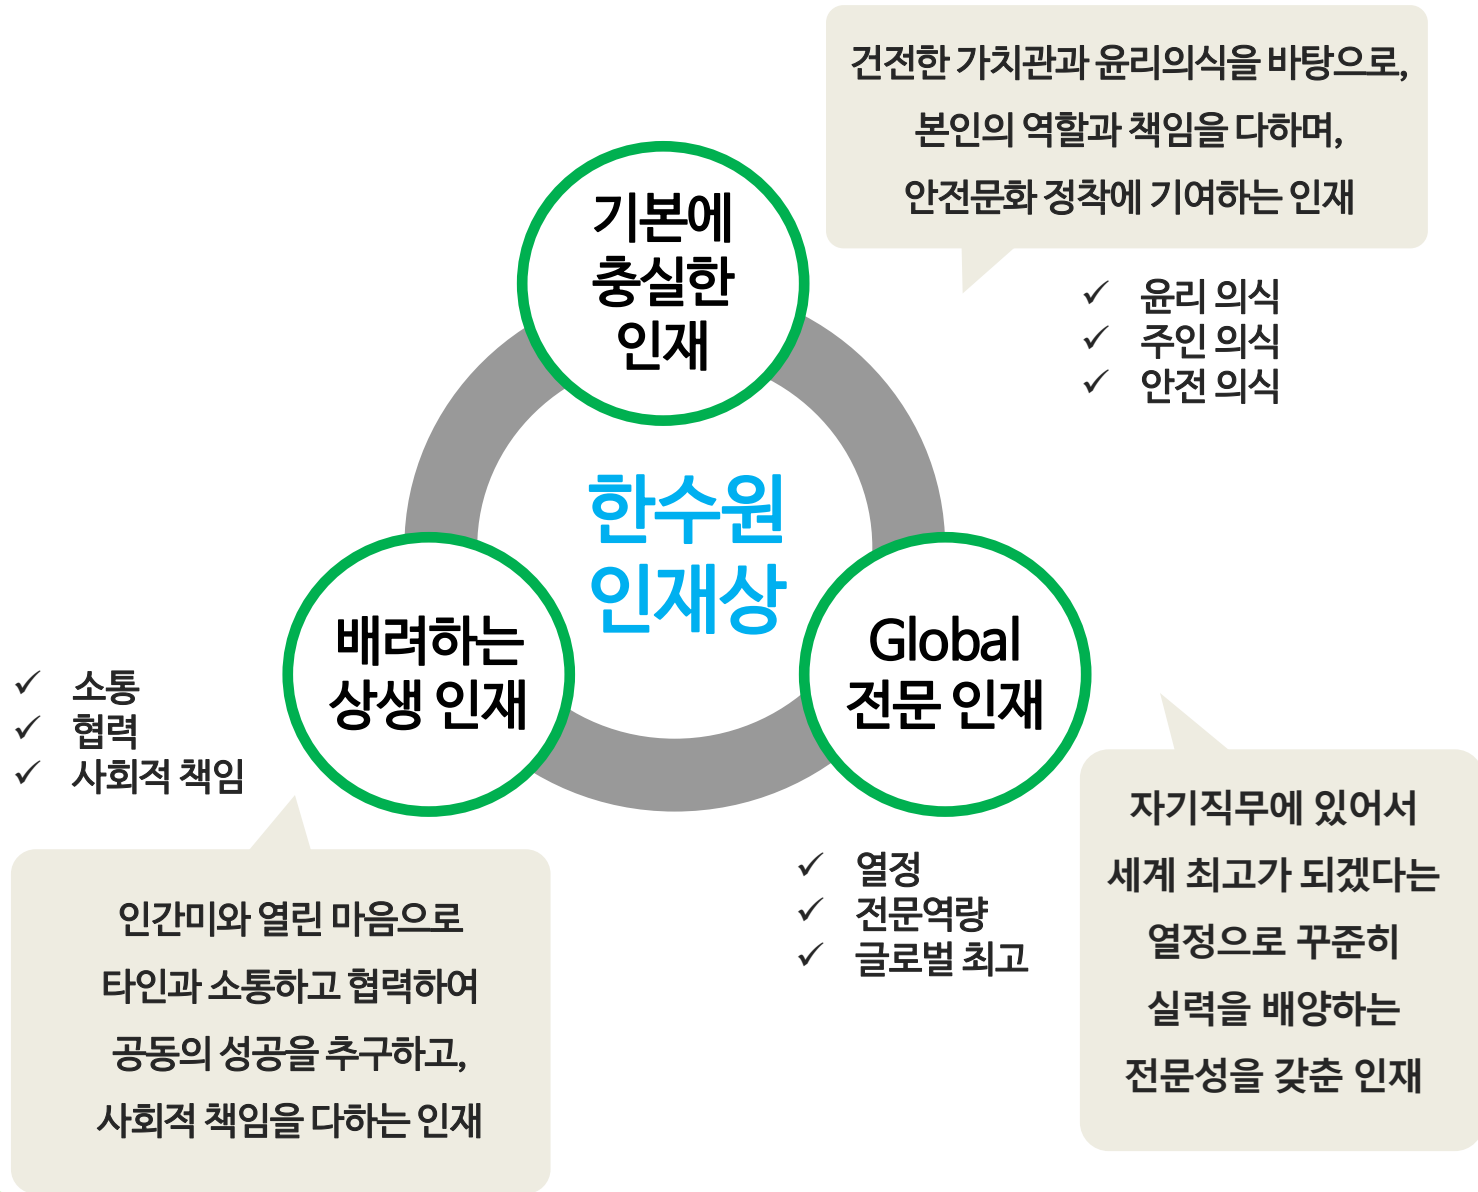 건전한 가치관과 윤리의식을 바탕으로,
본인의 역할과 책임을 다하며,
안전문화 정착에 기여하는 인재
기본에
충실한
인재
✓ 윤리 의식
✓ 주인 의식
✓ 안전 의식
한수원
인재상
배려하는
상생 인재
Global
전문 인재
✓ 소통
✓ 협력
✓ 사회적 책임
인간미와 열린 마음으로
타인과 소통하고 협력하여
공동의 성공을 추구하고,
사회적 책임을 다하는 인재
✓ 열정
✓ 전문역량
✓ 글로벌 최고
자기직무에 있어서
세계 최고가 되겠다는
열정으로 꾸준히
실력을 배양하는
전문성을 갖춘 인재